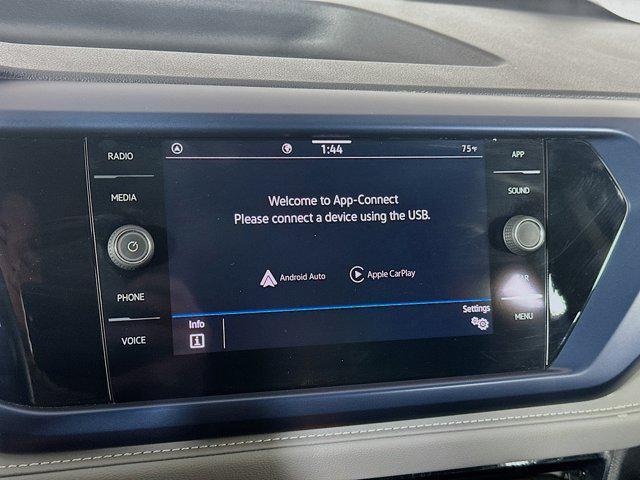 RADIO
MEDIA
PHONE
VOICE
1:44
75°F
Welcome to App-Connect
Please connect a device using the USB.
Android Auto
Apple CarPlay
Info
Settings
APP
SOUND
MENU